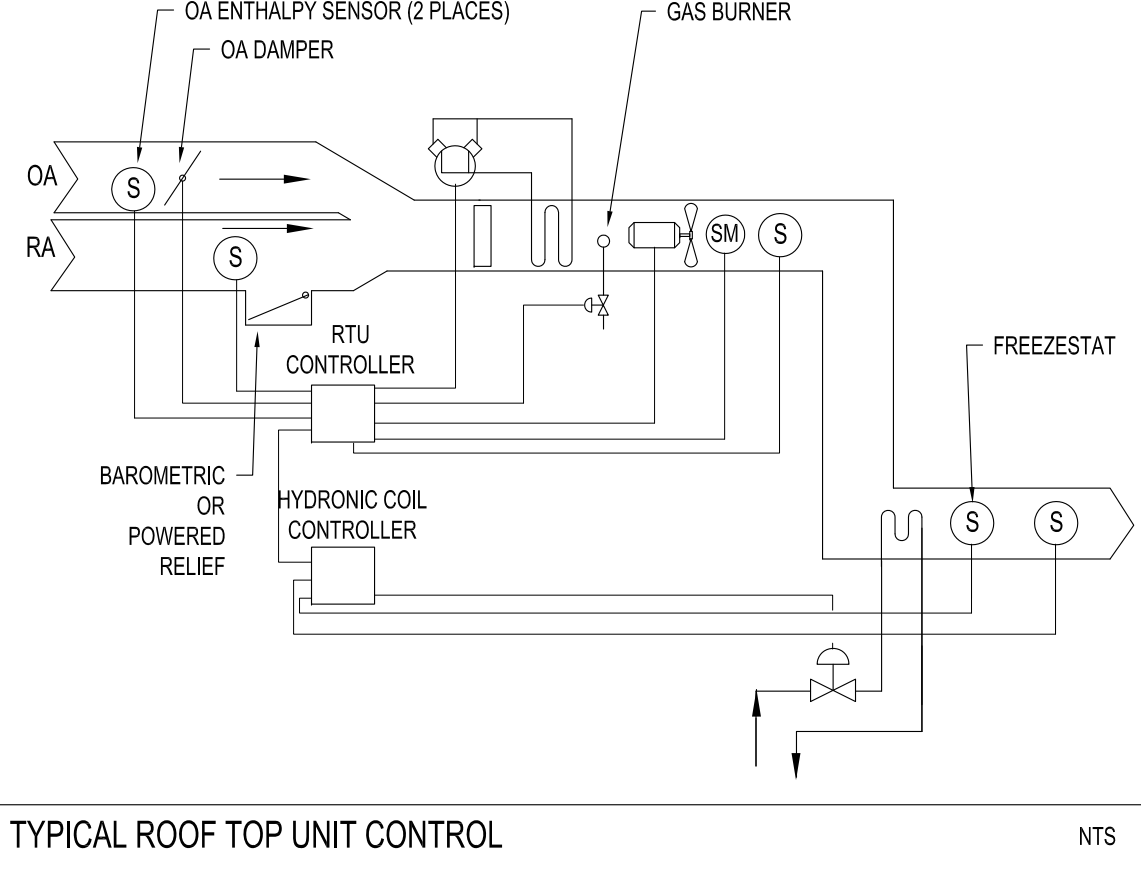 OA ENTHALPY SENSOR (2 PLACES)
GAS BURNER
OA DAMPER
OA
S
RA
S
SM
S
RTU
CONTROLLER
FREEZESTAT
BAROMETRIC
OR
POWERED
RELIEF
HYDRONIC COIL
CONTROLLER
S
S
TYPICAL ROOF TOP UNIT CONTROL
NTS